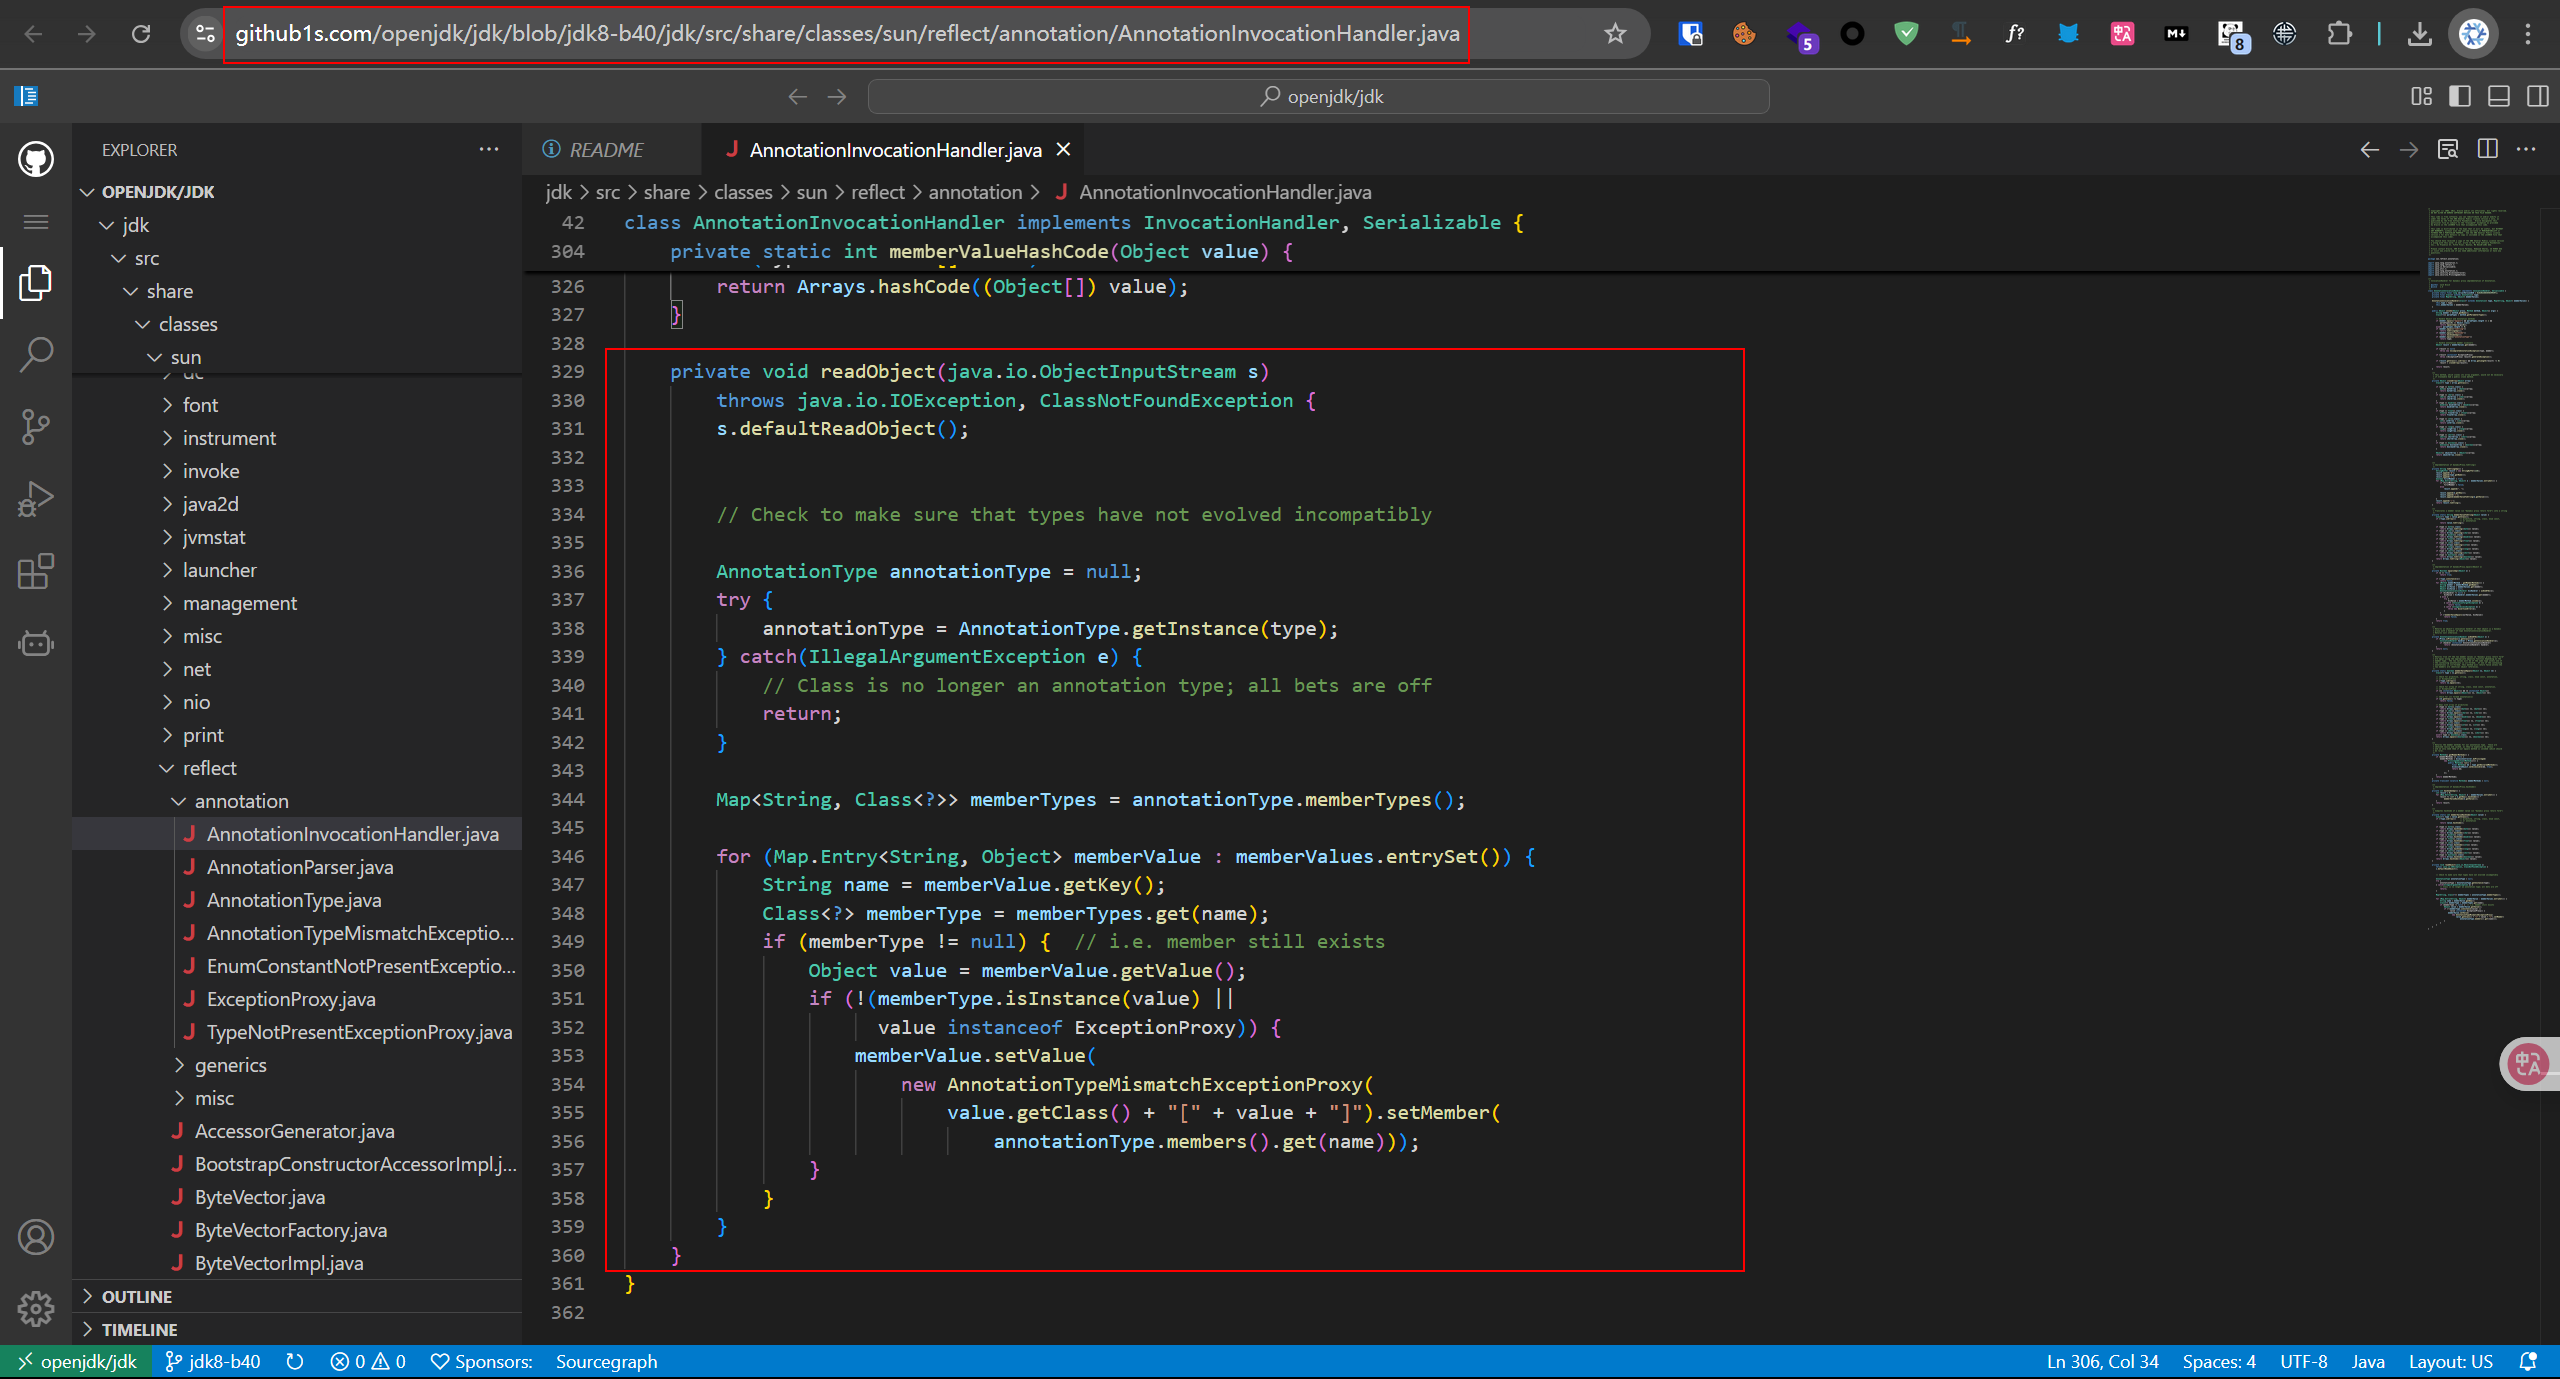 github1s.com/openjdk/jdk/blob/jdk8-b40/jdk/src/share/classes/sun/reflect/annotation/AnnotationInvocationHandler.java
5
f?
M↓
8
openjdk/jdk
EXPLORER
OPENJDK/JDK
jdk
src
share
classes
sun
font
instrument
invoke
java2d
jvmstat
launcher
management
misc
net
nio
print
reflect
annotation
AnnotationInvocationHandler.java
AnnotationParser.java
AnnotationType.java
AnnotationTypeMismatchExceptio...
EnumConstantNotPresentExceptio...
ExceptionProxy.java
TypeNotPresentExceptionProxy.java
generics
misc
AccessorGenerator.java
BootstrapConstructorAccessorImpl.j...
ByteVector.java
ByteVectorFactory.java
ByteVectorImpl.java
OUTLINE
TIMELINE
README
AnnotationInvocationHandler.java
jdk > src > share > classes > sun > reflect > annotation > AnnotationInvocationHandler.java
42 class AnnotationInvocationHandler implements InvocationHandler, Serializable {
304 private static int memberValueHashCode(Object value) {
326 return Arrays.hashCode((Object[]) value);
327 }
328
329 private void readObject(java.io.ObjectInputStream s)
330 throws java.io.IOException, ClassNotFoundException {
331 s.defaultReadObject();
332
333
334 // Check to make sure that types have not evolved incompatibly
335
336 AnnotationType annotationType = null;
337 try {
338 annotationType = AnnotationType.getInstance(type);
339 } catch(IllegalArgumentException e) {
340 // Class is no longer an annotation type; all bets are off
341 return;
342 }
343
344 Map<String, Class<?>> memberTypes = annotationType.memberTypes();
345
346 for (Map.Entry<String, Object> memberValue : memberValues.entrySet()) {
347 String name = memberValue.getKey();
348 Class<?> memberType = memberTypes.get(name);
349 if (memberType != null) {  // i.e. member still exists
350 Object value = memberValue.getValue();
351 if (!(memberType.isInstance(value) ||
352 value instanceof ExceptionProxy)) {
353 memberValue.setValue(
354 new AnnotationTypeMismatchExceptionProxy(
355 value.getClass() + "[" + value + "]").setMember(
356 annotationType.members().get(name)));
357 }
358 }
359 }
360 }
361 }
362
openjdk/jdk
jdk8-b40
0
0
Sponsors:
Sourcegraph
Ln 306, Col 34
Spaces: 4
UTF-8
Java
Layout: US